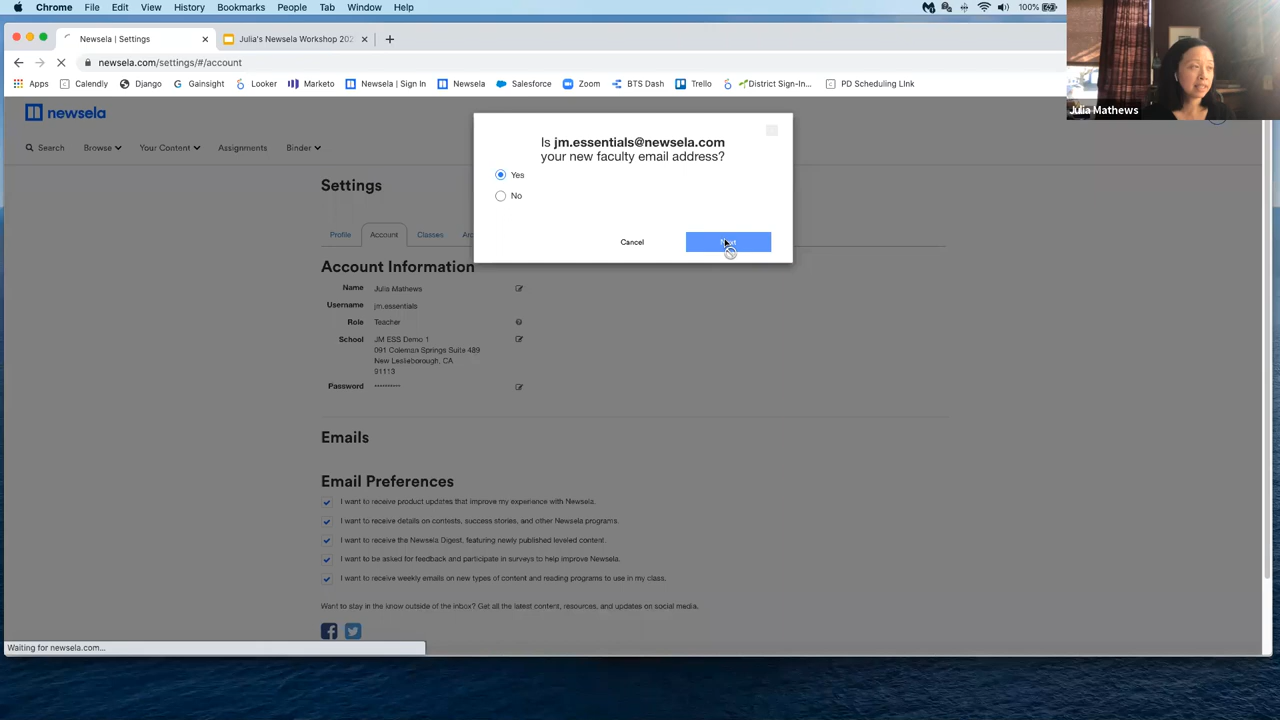 Chrome File Edit View History Bookmarks People Tab Window Help 100%
Newsela | Settings Julia's Newsela Workshop 202
newsela.com/settings/#/account
Apps Calendly Django Gainsight Looker Marketo Newsela | Sign In Newsela Salesforce Zoom BTS Dash Trello District Sign-In... PD Scheduling LInk
Julia Mathews
newsela
Search Browse Your Content Assignments Binder
Is jm.essentials@newsela.com
your new faculty email address?
Yes
No
Cancel
Settings
Profile Account Classes
Account Information
Name Julia Mathews
Username jm.essentials
Role Teacher
School JM ESS Demo 1
091 Coleman Springs Suite 489
New Leslieborough, CA
91113
Password **********
Emails
Email Preferences
I want to receive product updates that improve my experience with Newsela.
I want to receive details on contests, success stories, and other Newsela programs.
I want to receive the Newsela Digest, featuring newly published leveled content.
I want to be asked for feedback and participate in surveys to help improve Newsela.
I want to receive weekly emails on new types of content and reading programs to use in my class.
Want to stay in the know outside of the inbox? Get all the latest content, resources, and updates on social media.
Waiting for newsela.com...